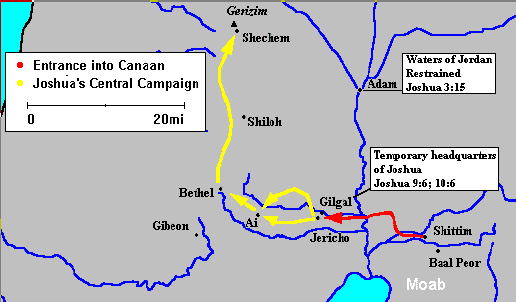 Gerizim
Shechem
Entrance into Canaan
Joshua's Central Campaign
0 20mi
Waters of Jordan
Restrained
Joshua 3:15
Adam
Shiloh
Temporary headquarters
of Joshua
Joshua 9:6; 10:6
Bethel
Gilgal
Ai
Gibeon
Jericho
Shittim
Baal Peor
Moab